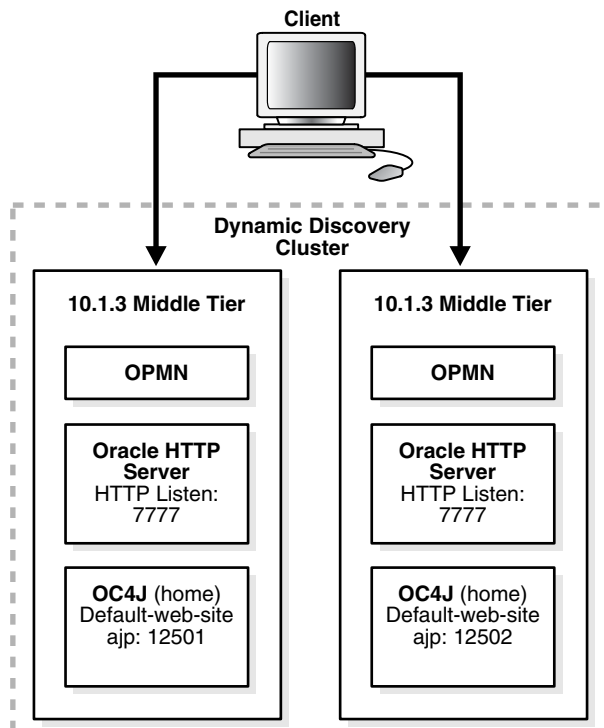 Client
Dynamic Discovery
Cluster
10.1.3 Middle Tier
OPMN
Oracle HTTP
Server
HTTP Listen:
7777
OC4J (home)
Default-web-site
ajp: 12501
10.1.3 Middle Tier
OPMN
Oracle HTTP
Server
HTTP Listen:
7777
OC4J (home)
Default-web-site
ajp: 12502